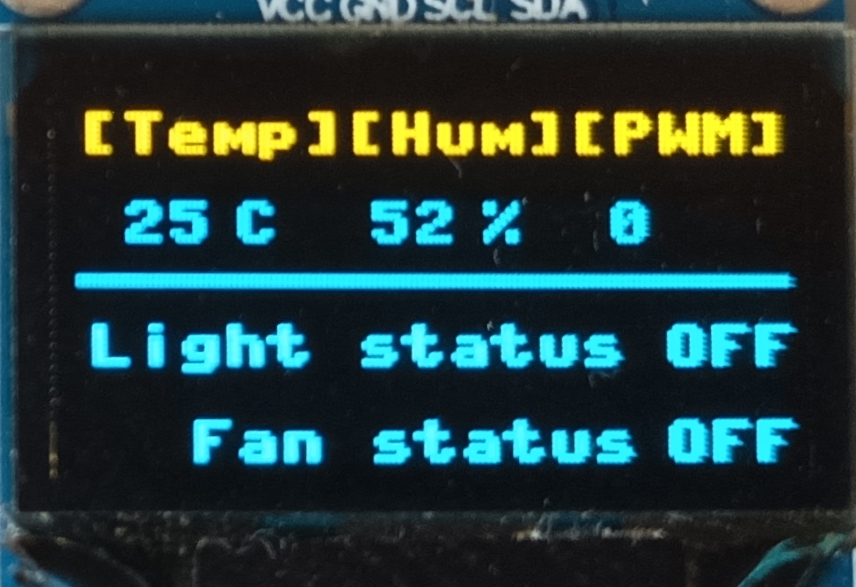 VCC GND SCL SDA
[Temp][Hum][PWM]
25 C 52 % 0
Light status OFF
Fan status OFF